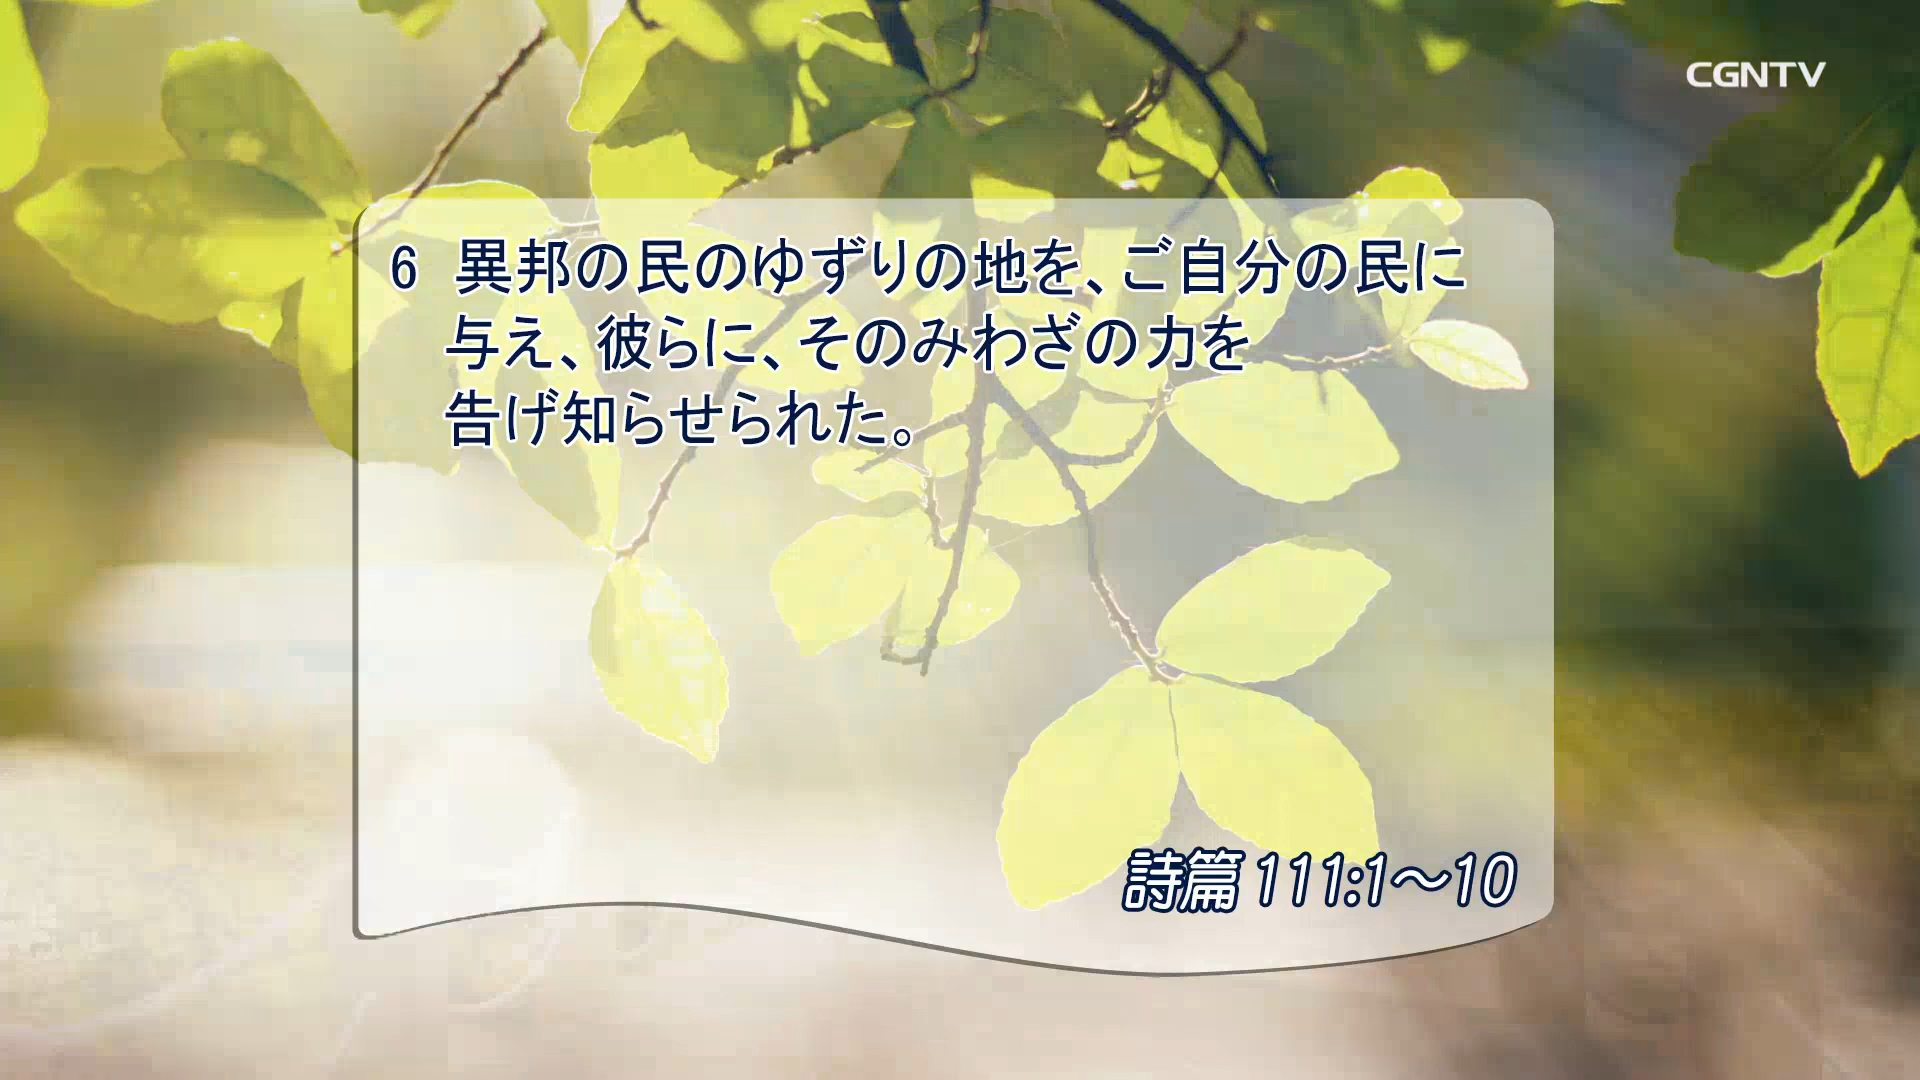 CGNTV
6 異邦の民のゆずりの地を、ご自分の民に
与え、彼らに、そのみわざの力を
告げ知らせられた。
詩篇 111:1〜10